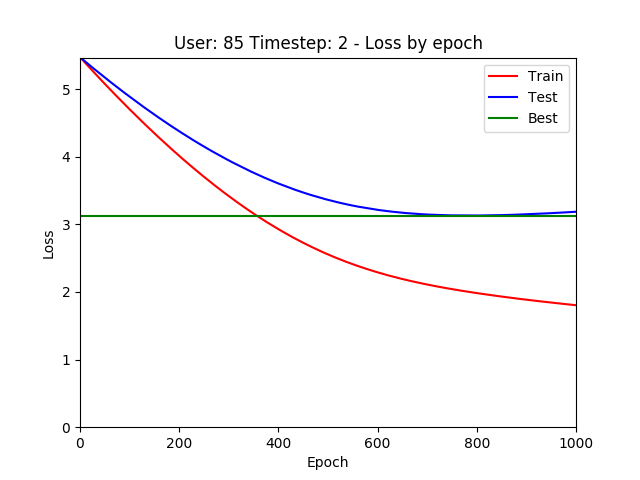 User: 85 Timestep: 2 - Loss by epoch
Train
Test
Best
5
4
3
2
1
0
Loss
0 200 400 600 800 1000
Epoch